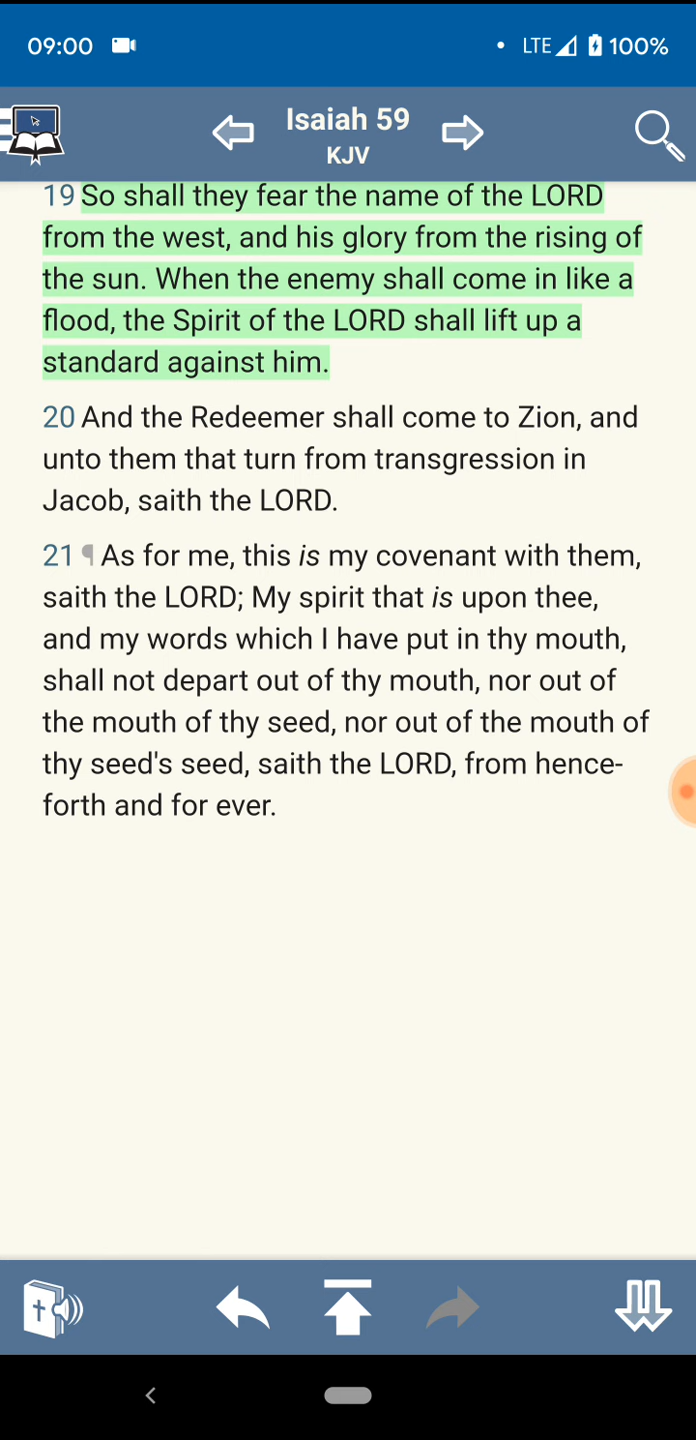 09:00
LTE 100%
Isaiah 59
KJV
19 So shall they fear the name of the LORD
from the west, and his glory from the rising of
the sun. When the enemy shall come in like a
flood, the Spirit of the LORD shall lift up a
standard against him.
20 And the Redeemer shall come to Zion, and
unto them that turn from transgression in
Jacob, saith the LORD.
21 ¶ As for me, this is my covenant with them,
saith the LORD; My spirit that is upon thee,
and my words which I have put in thy mouth,
shall not depart out of thy mouth, nor out of
the mouth of thy seed, nor out of the mouth of
thy seed's seed, saith the LORD, from hence-
forth and for ever.